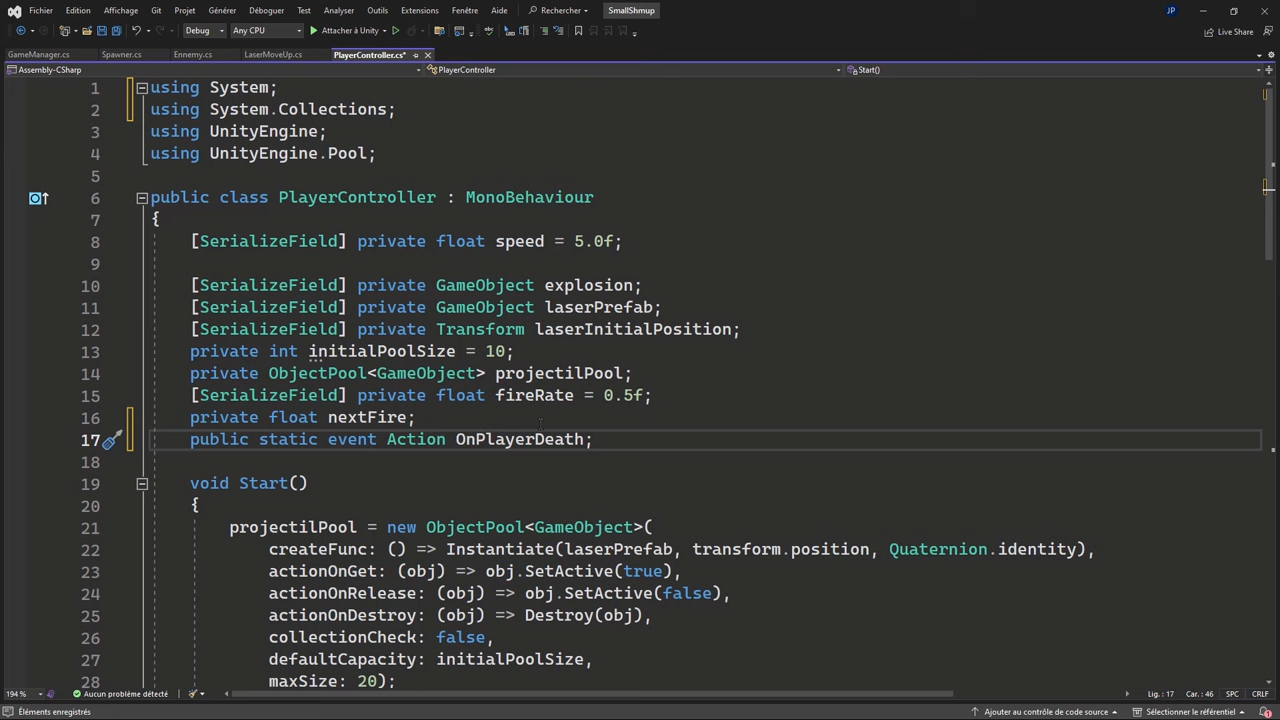 Fichier Edition Affichage Git Projet Générer Déboguer Test Analyser Outils Extensions Fenêtre Aide Rechercher SmallShmup JP
Debug Any CPU Attacher à Unity Live Share
GameManager.cs Spawner.cs Ennemy.cs LaserMoveUp.cs PlayerController.cs*
Assembly-CSharp PlayerController Start()
1 using System;
2 using System.Collections;
3 using UnityEngine;
4 using UnityEngine.Pool;
5
6 public class PlayerController : MonoBehaviour
7 {
8 [SerializeField] private float speed = 5.0f;
9
10 [SerializeField] private GameObject explosion;
11 [SerializeField] private GameObject laserPrefab;
12 [SerializeField] private Transform laserInitialPosition;
13 private int initialPoolSize = 10;
14 private ObjectPool<GameObject> projectilPool;
15 [SerializeField] private float fireRate = 0.5f;
16 private float nextFire;
17 public static event Action OnPlayerDeath;
18
19 void Start()
20 {
21 projectilPool = new ObjectPool<GameObject>(
22 createFunc: () => Instantiate(laserPrefab, transform.position, Quaternion.identity),
23 actionOnGet: (obj) => obj.SetActive(true),
24 actionOnRelease: (obj) => obj.SetActive(false),
25 actionOnDestroy: (obj) => Destroy(obj),
26 collectionCheck: false,
27 defaultCapacity: initialPoolSize,
28 maxSize: 20);
194 % Aucun problème détecté Lig. : 17 Car. : 46 SPC CRLF
Éléments enregistrés Ajouter au contrôle de code source Sélectionner le référentiel